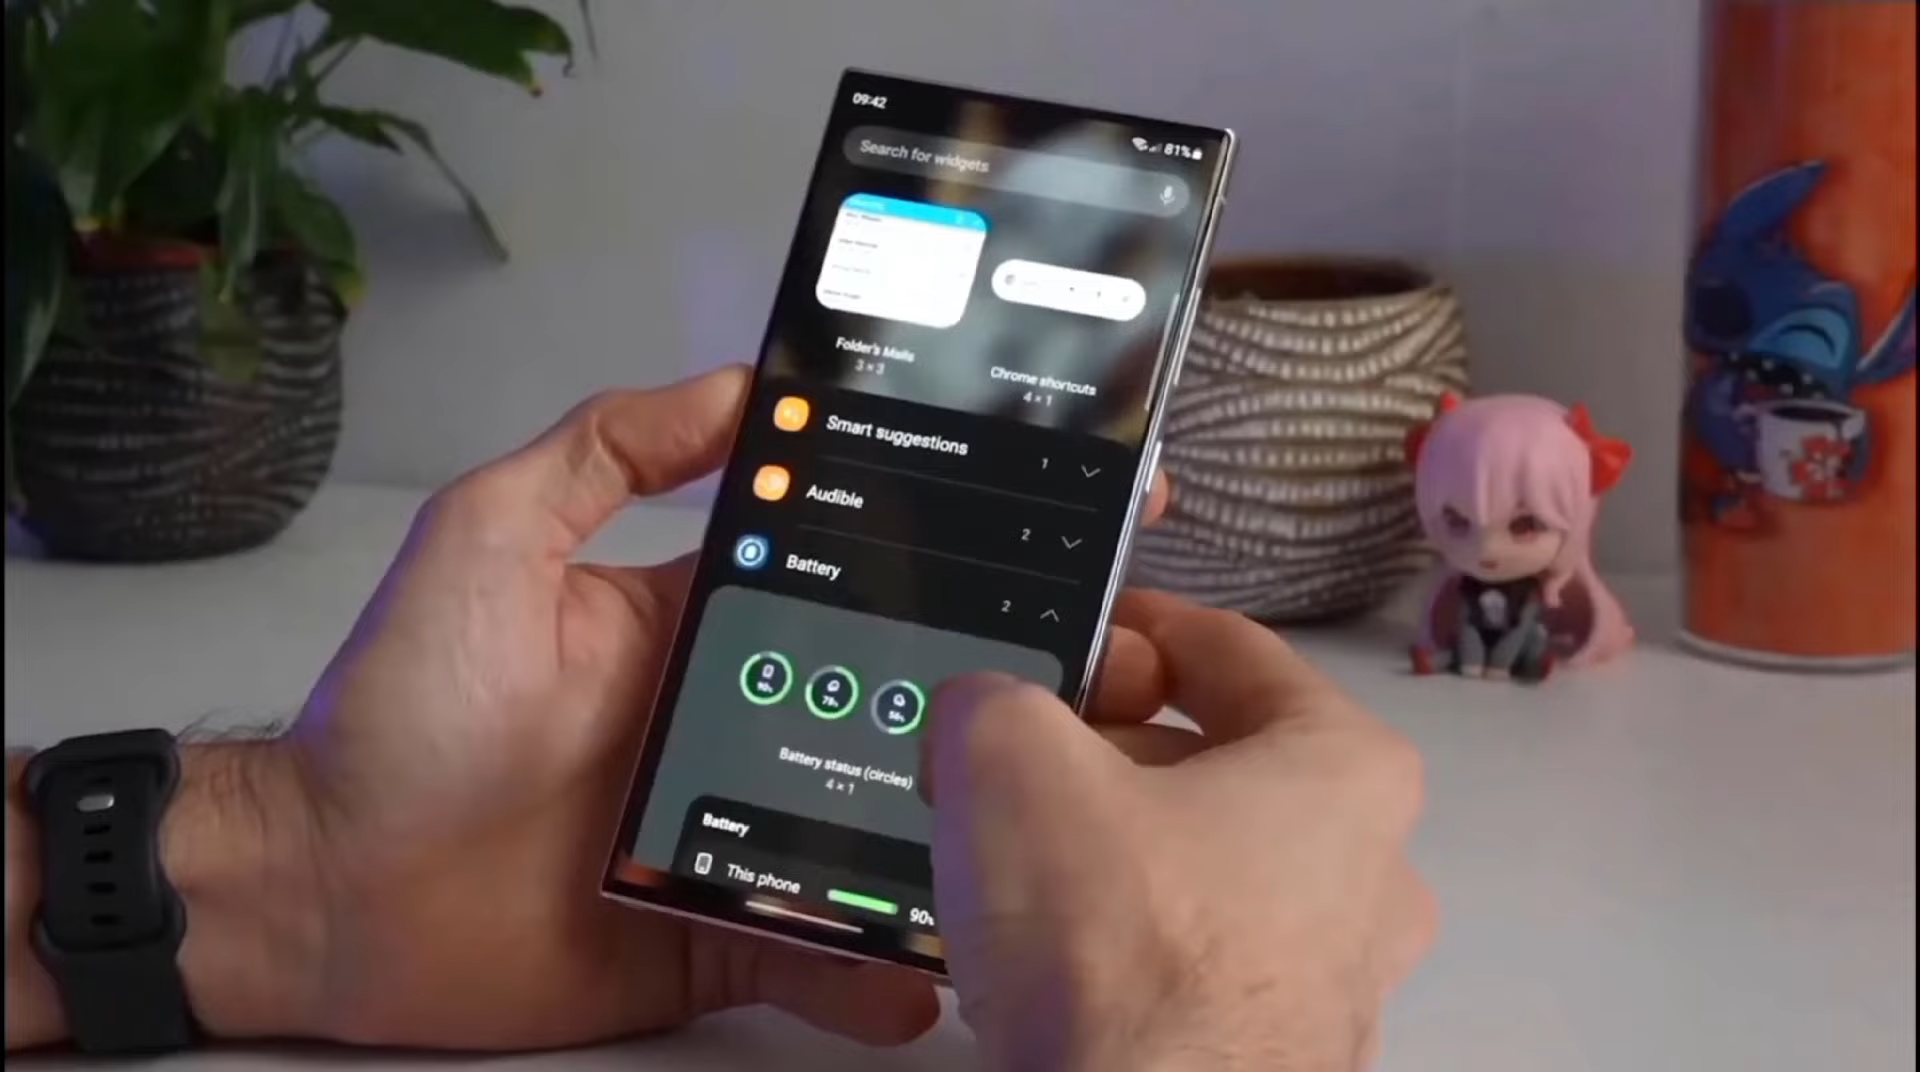 09:42
81%
Search for widgets
Folder's Mails
3 × 3
Chrome shortcuts
4 × 1
Smart suggestions
1
Audible
2
Battery
2
90%
Battery status (circles)
4 × 1
Battery
This phone
90%